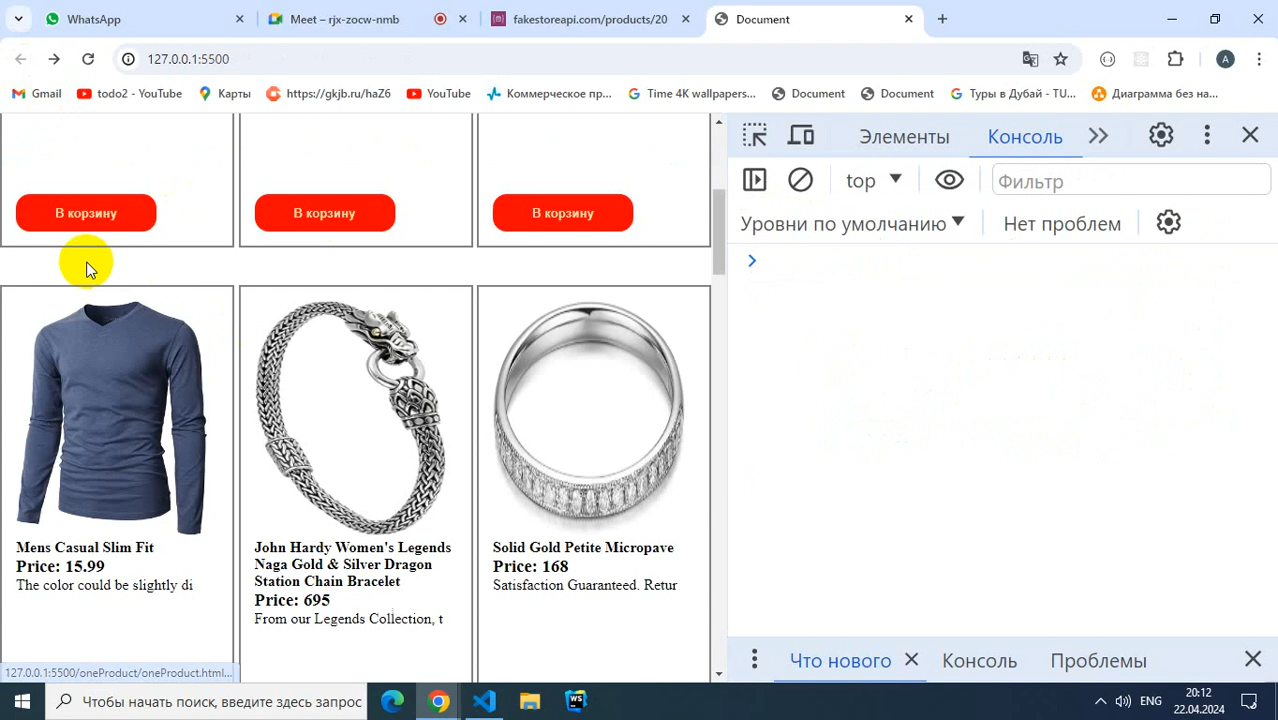 WhatsApp
Meet – rjx-zocw-nmb
fakestoreapi.com/products/20
Document
127.0.0.1:5500
Gmail
todo2 - YouTube
Карты
https://gkjb.ru/haZ6
YouTube
Коммерческое пр...
Time 4K wallpapers...
Document
Document
Туры в Дубай - TU...
Диаграмма без на...
A
В корзину
В корзину
В корзину
Mens Casual Slim Fit
Price: 15.99
The color could be slightly di
John Hardy Women's Legends
Naga Gold & Silver Dragon
Station Chain Bracelet
Price: 695
From our Legends Collection, t
Solid Gold Petite Micropave
Price: 168
Satisfaction Guaranteed. Retur
127.0.0.1:5500/oneProduct/oneProduct.html...
Элементы
Консоль
top
Фильтр
Уровни по умолчанию
Нет проблем
Что нового
Консоль
Проблемы
Чтобы начать поиск, введите здесь запрос
WS
ENG
20:12
22.04.2024